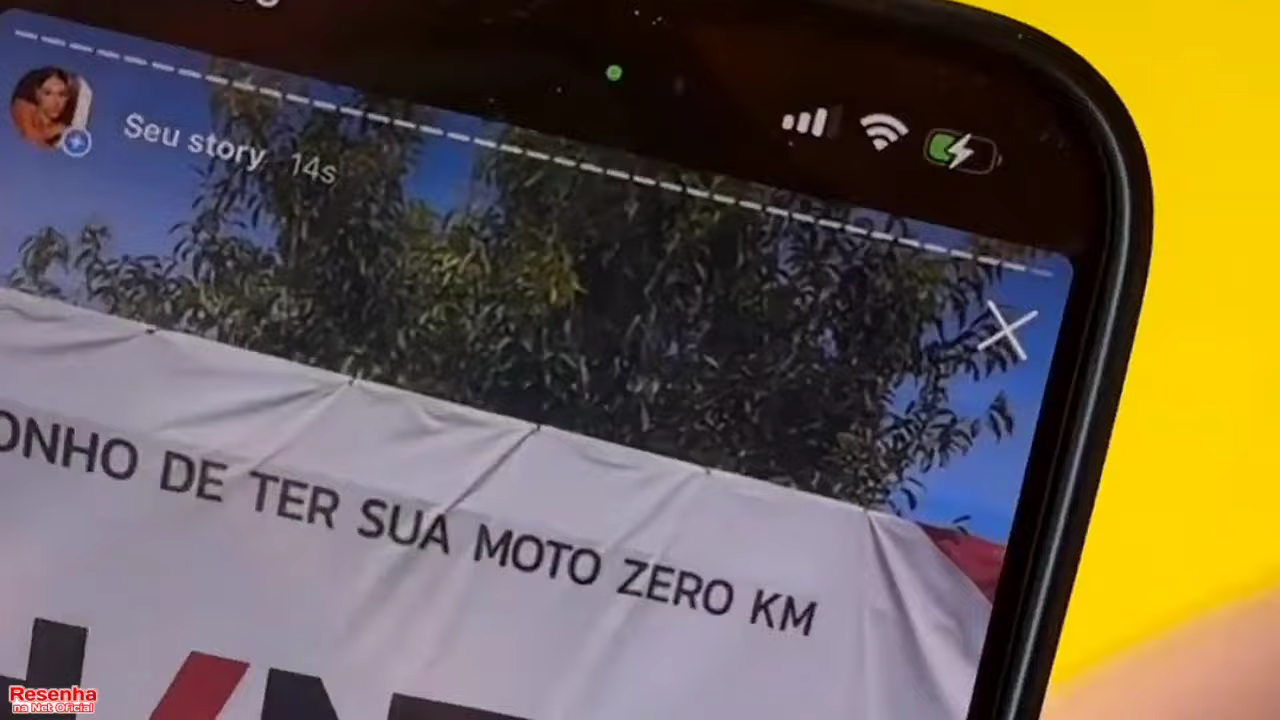 Seu story 14s
ONHO DE TER SUA MOTO ZERO KM
Resenha
na Net Oficial